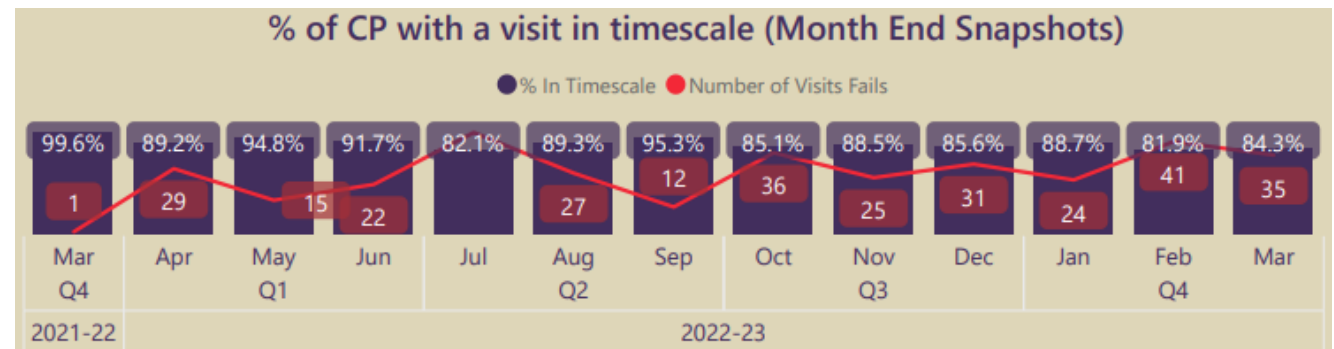 % of CP with a visit in timescale (Month End Snapshots)
% In Timescale Number of Visits Fails
99.6% 89.2% 94.8% 91.7% 82.1% 89.3% 95.3% 85.1% 88.5% 85.6% 88.7% 81.9% 84.3%
1 29 15 22 27 12 36 25 31 24 41 35
Mar Apr May Jun Jul Aug Sep Oct Nov Dec Jan Feb Mar
Q4 Q1 Q2 Q3 Q4
2021-22 2022-23